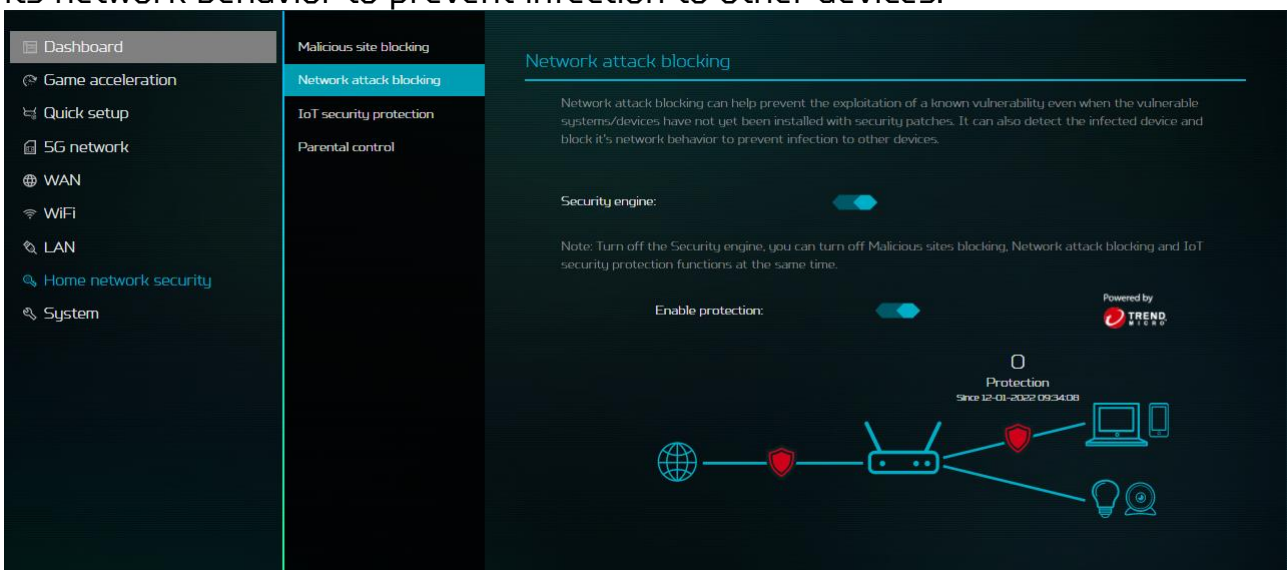 its network behavior to prevent infection to other devices.
Dashboard
Game acceleration
Quick setup
5G network
WAN
WiFi
LAN
Home network security
System
Malicious site blocking
Network attack blocking
IoT security protection
Parental control
Network attack blocking
Network attack blocking can help prevent the exploitation of a known vulnerability even when the vulnerable
systems/devices have not yet been installed with security patches. It can also detect the infected device and
block it's network behavior to prevent infection to other devices.
Security engine:
Note: Turn off the Security engine, you can turn off Malicious sites blocking, Network attack blocking and IoT
security protection functions at the same time.
Enable protection:
Powered by
TREND
MICRO
0
Protection
Since 12-01-2022 09:34:08